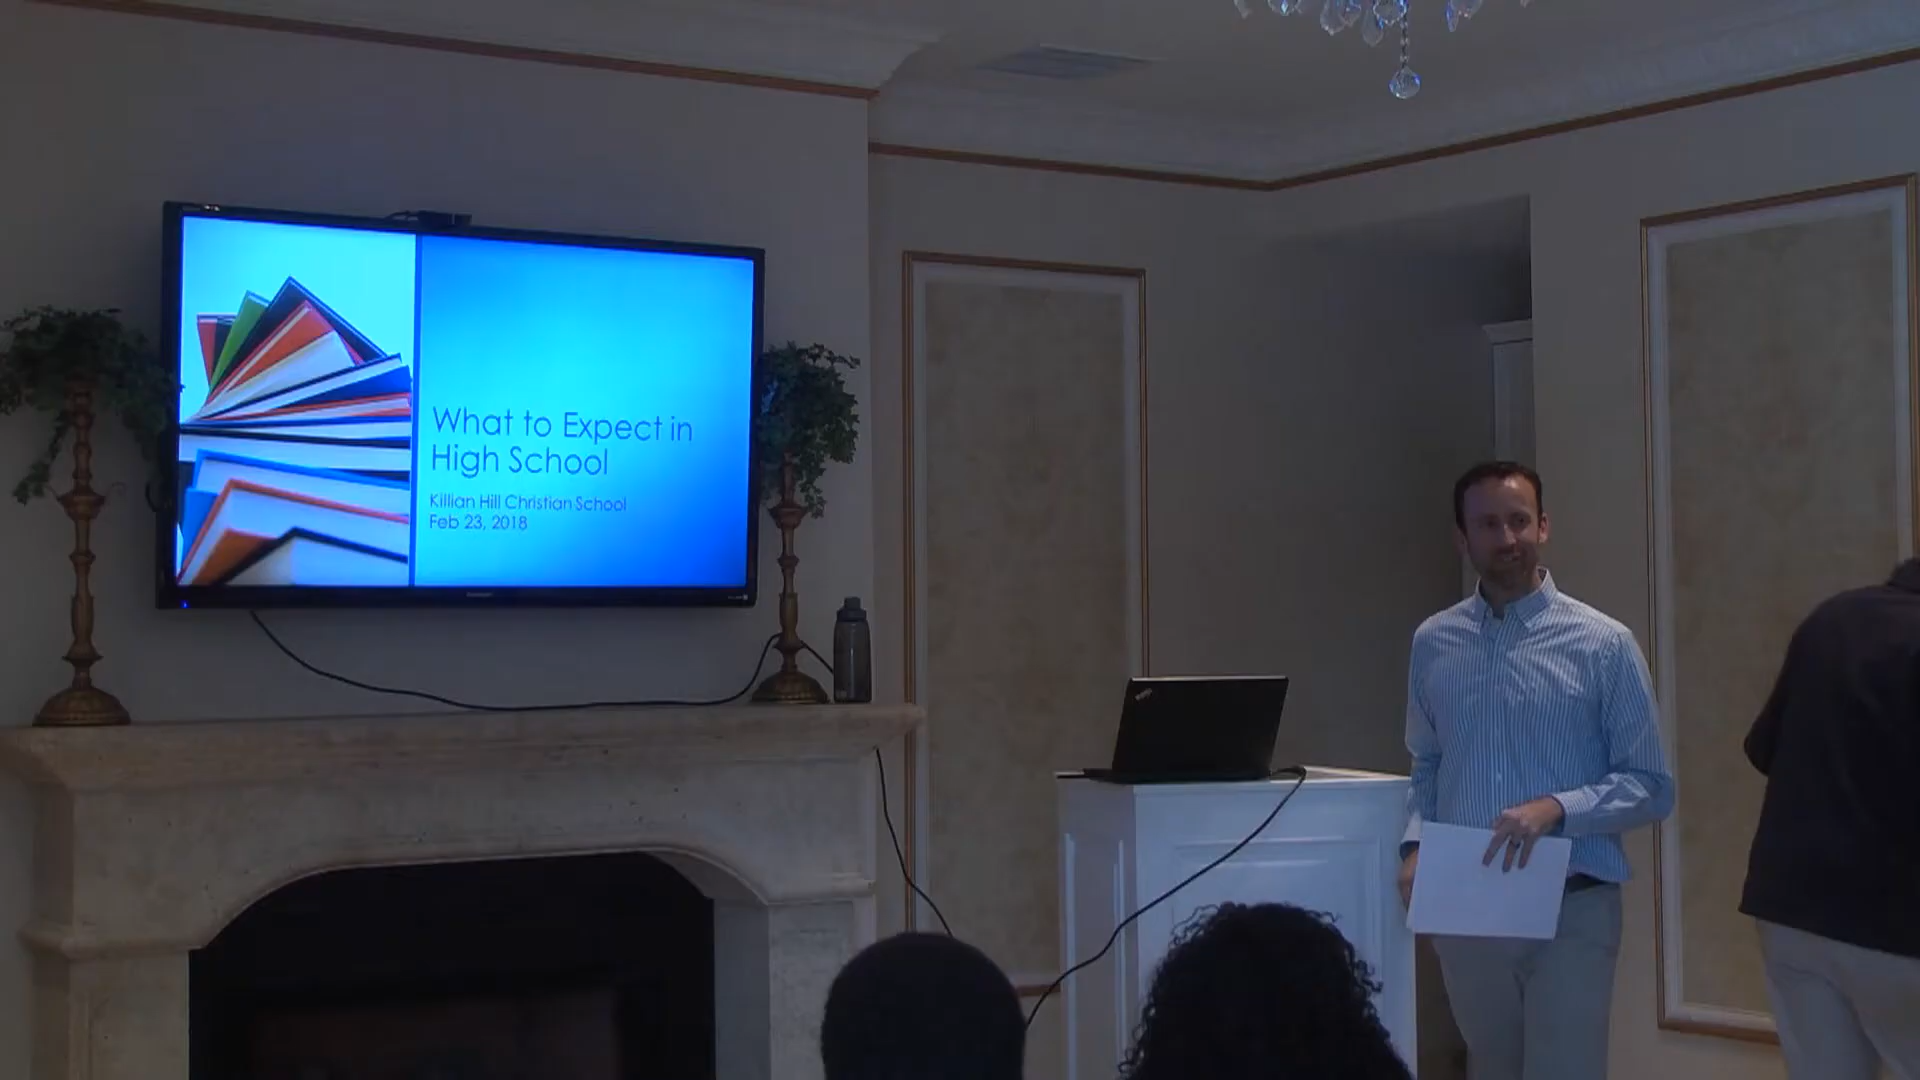 What to Expect in
High School
Killian Hill Christian School
Feb 23, 2018